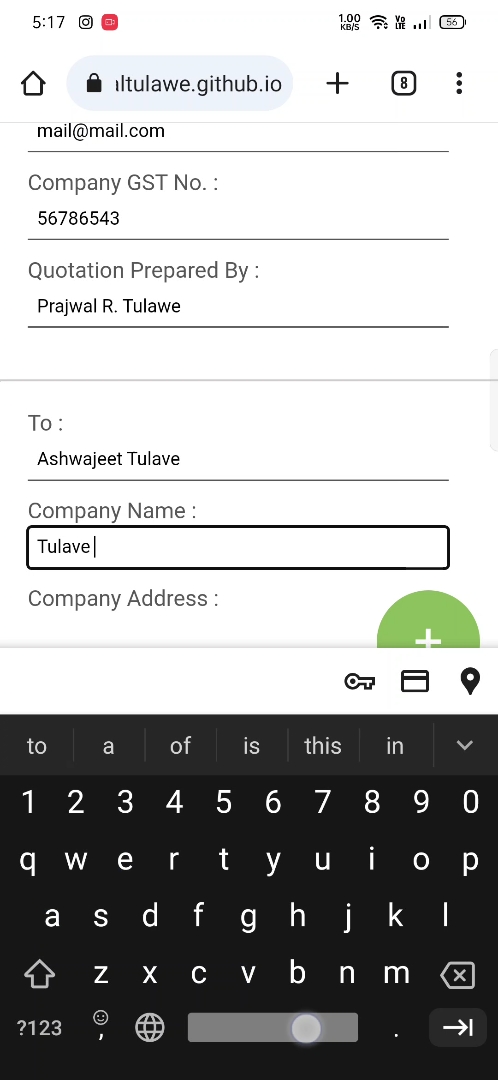 5:17 1.00 KB/S Vo LTE 56
ıltulawe.github.io + 8
mail@mail.com
Company GST No. :
56786543
Quotation Prepared By :
Prajwal R. Tulawe
To :
Ashwajeet Tulave
Company Name :
Tulave
Company Address :
+
to a of is this in
1 2 3 4 5 6 7 8 9 0
q w e r t y u i o p
a s d f g h j k l
z x c v b n m
?123 , .